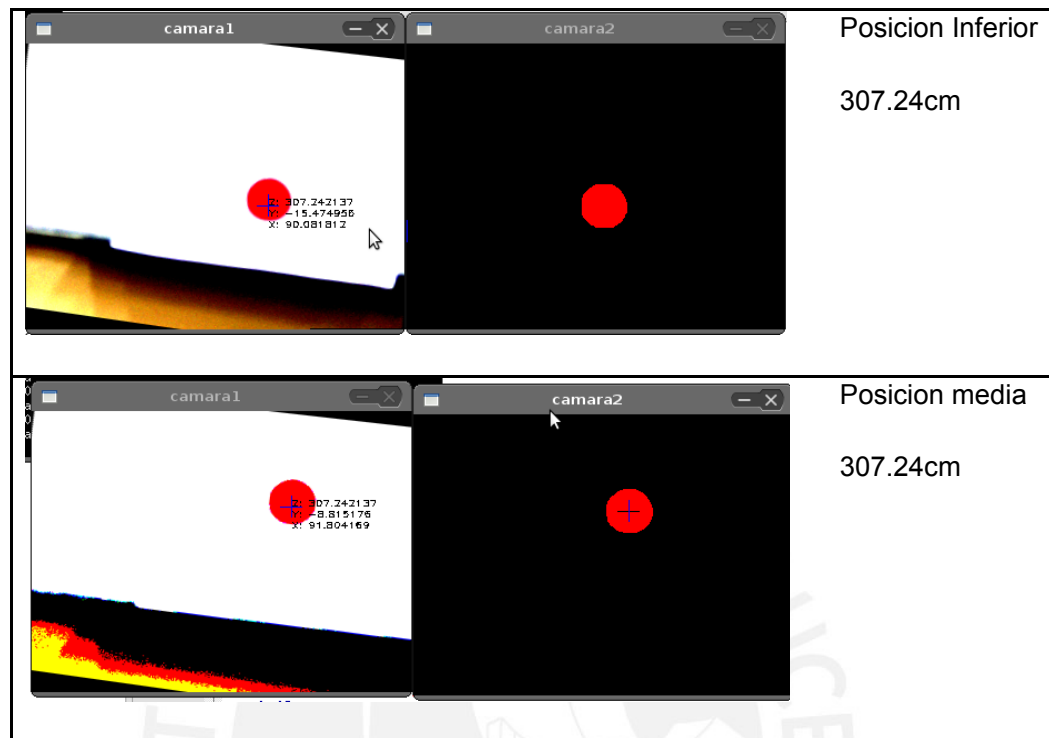 camara1
camara2
Posicion Inferior
307.24cm
Z: 307.242137
Y: -15.474956
X: 90.081812
camara1
camara2
Posicion media
307.24cm
Z: 307.242137
Y: -8.815176
X: 91.804169